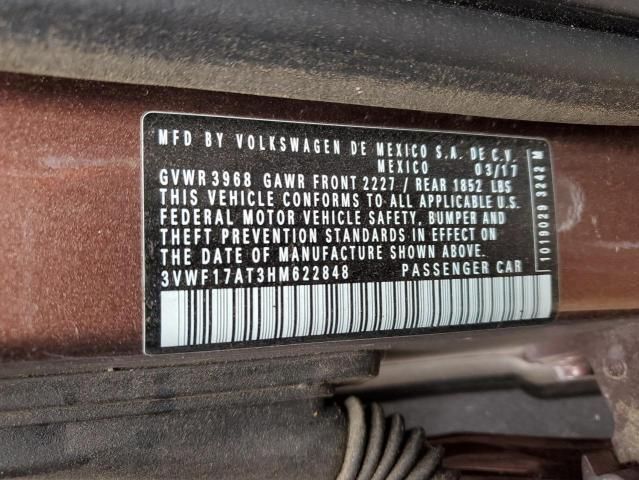 MFD BY VOLKSWAGEN DE MEXICO S.A. DE C.V.
MEXICO 03/17
GVWR 3968 GAWR FRONT 2227 / REAR 1852 LBS
THIS VEHICLE CONFORMS TO ALL APPLICABLE U.S.
FEDERAL MOTOR VEHICLE SAFETY, BUMPER AND
THEFT PREVENTION STANDARDS IN EFFECT ON
THE DATE OF MANUFACTURE SHOWN ABOVE.
3VWF17AT3HM622848 PASSENGER CAR
1019029 3242 M